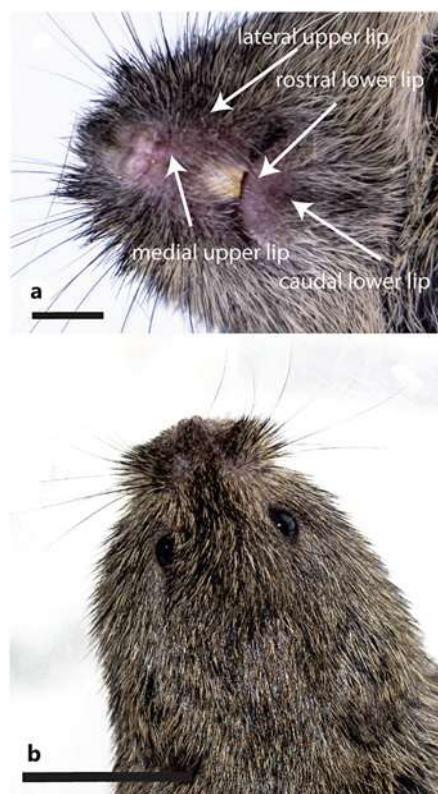 lateral upper lip
rostral lower lip
medial upper lip
caudal lower lip
a
b